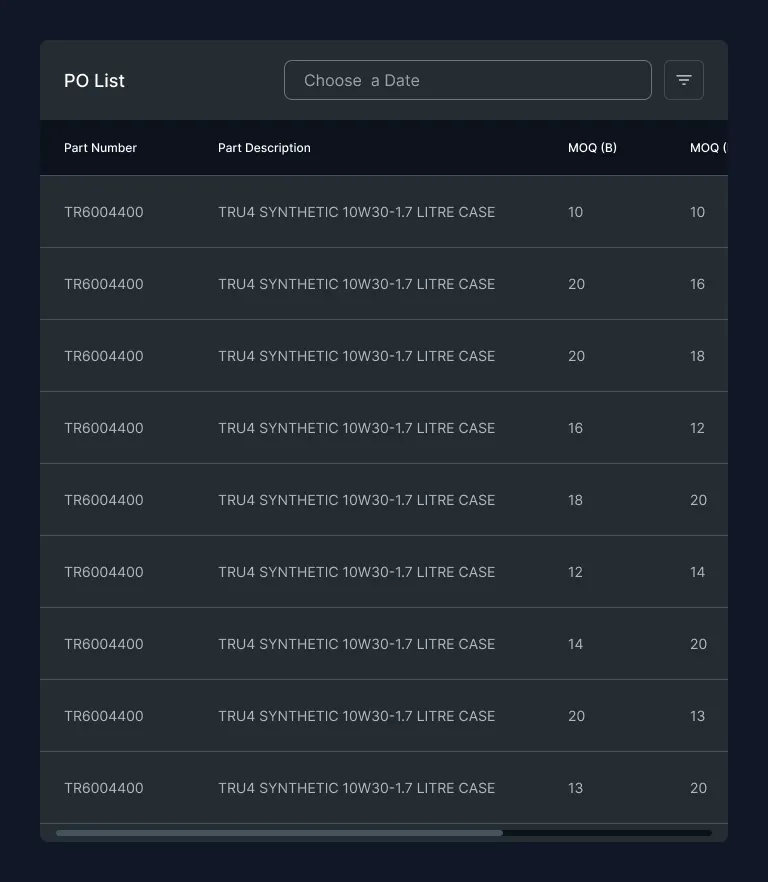 PO List
Choose a Date
Part Number Part Description MOQ (B) MOQ (
TR6004400 TRU4 SYNTHETIC 10W30-1.7 LITRE CASE 10 10
TR6004400 TRU4 SYNTHETIC 10W30-1.7 LITRE CASE 20 16
TR6004400 TRU4 SYNTHETIC 10W30-1.7 LITRE CASE 20 18
TR6004400 TRU4 SYNTHETIC 10W30-1.7 LITRE CASE 16 12
TR6004400 TRU4 SYNTHETIC 10W30-1.7 LITRE CASE 18 20
TR6004400 TRU4 SYNTHETIC 10W30-1.7 LITRE CASE 12 14
TR6004400 TRU4 SYNTHETIC 10W30-1.7 LITRE CASE 14 20
TR6004400 TRU4 SYNTHETIC 10W30-1.7 LITRE CASE 20 13
TR6004400 TRU4 SYNTHETIC 10W30-1.7 LITRE CASE 13 20